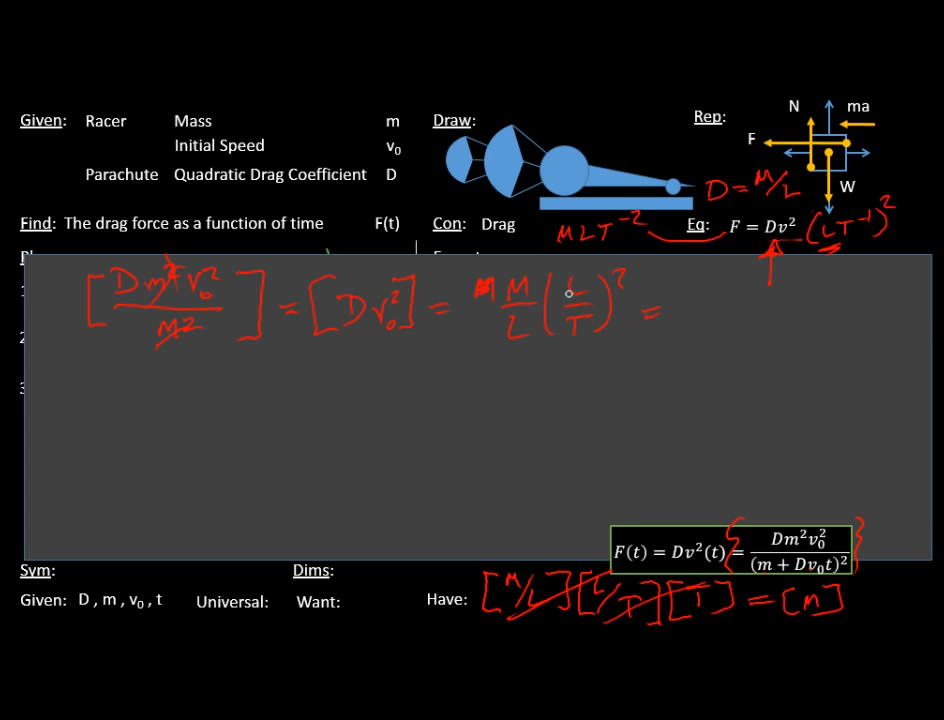 Given: Racer Mass m
Initial Speed v₀
Parachute Quadratic Drag Coefficient D
Draw:
Rep:
N
ma
F
W
D = M/L
Find: The drag force as a function of time F(t)
Con: Drag
MLT⁻²
Eq: F = Dv²
(LT⁻¹)²
[Dm²v₀²/m²] = [Dv₀²] = M/L (L/T)² =
F(t) = Dv²(t) = Dm²v₀²/(m + Dv₀t)²
Sym:
Dims:
Given: D , m , v₀ , t
Universal:
Want:
Have: [M/L][L/T][T] = [M]